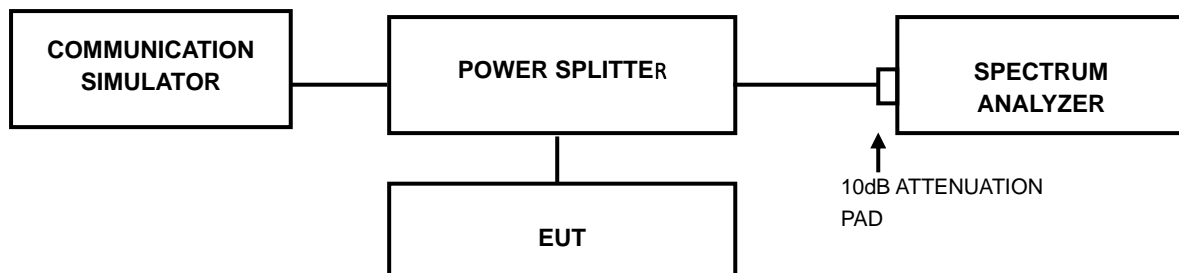 COMMUNICATION
SIMULATOR
POWER SPLITTER
SPECTRUM
ANALYZER
10dB ATTENUATION
PAD
EUT